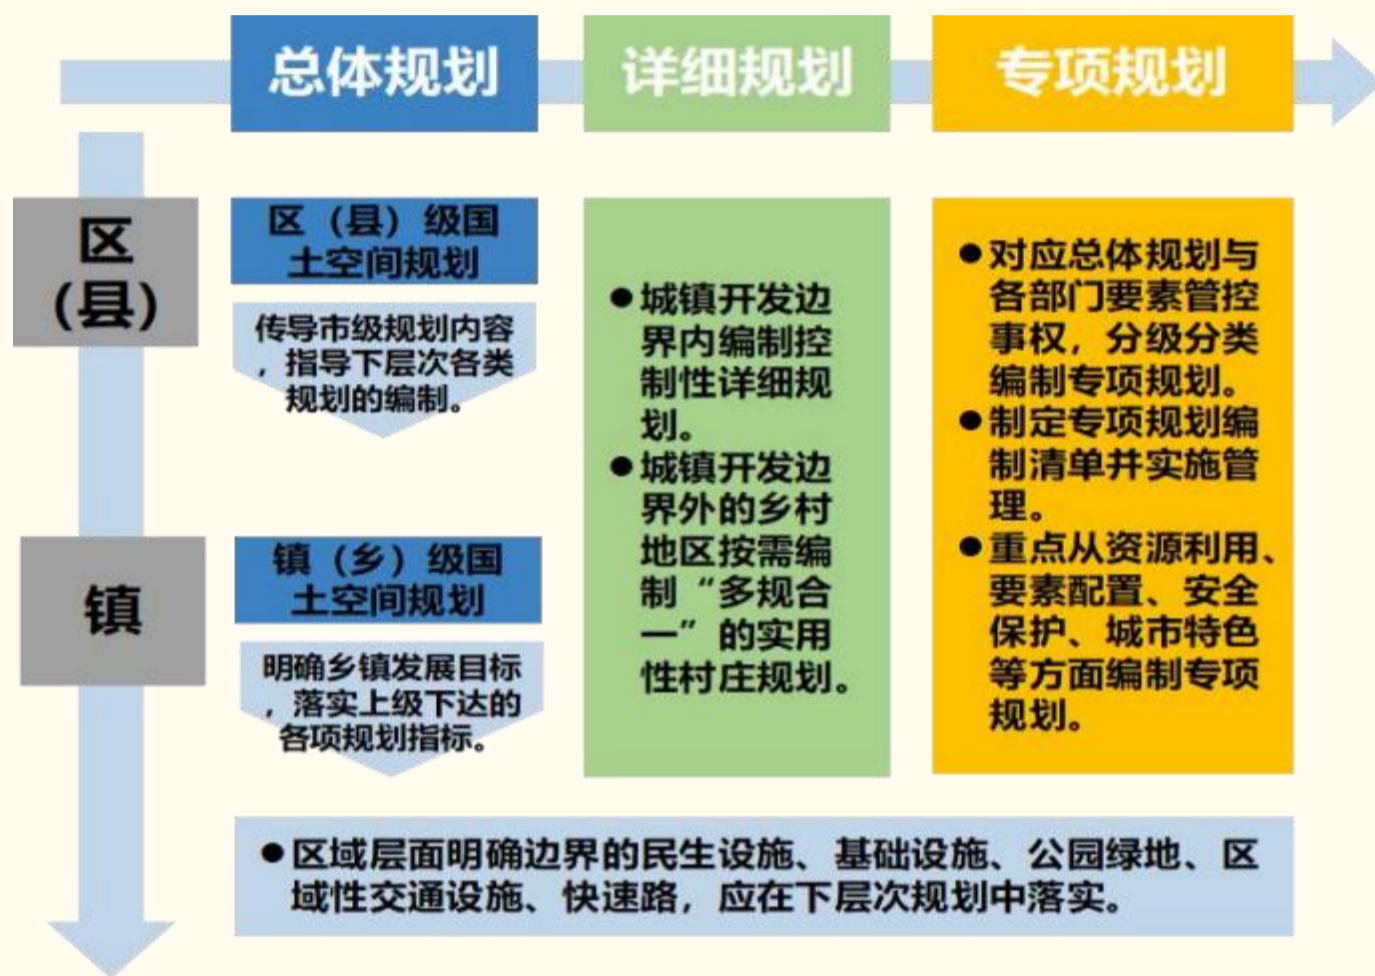 总体规划
详细规划
专项规划
区
（县）
区（县）级国
土空间规划
传导市级规划内容
，指导下层次各类
规划的编制。
镇
镇（乡）级国
土空间规划
明确乡镇发展目标
，落实上级下达的
各项规划指标。
●城镇开发边
界内编制控
制性详细规
划。
●城镇开发边
界外的乡村
地区按需编
制“多规合
一”的实用
性村庄规划。
●对应总体规划与
各部门要素管控
事权，分级分类
编制专项规划。
●制定专项规划编
制清单并实施管
理。
●重点从资源利用、
要素配置、安全
保护、城市特色
等方面编制专项
规划。
●区域层面明确边界的民生设施、基础设施、公园绿地、区
域性交通设施、快速路，应在下层次规划中落实。